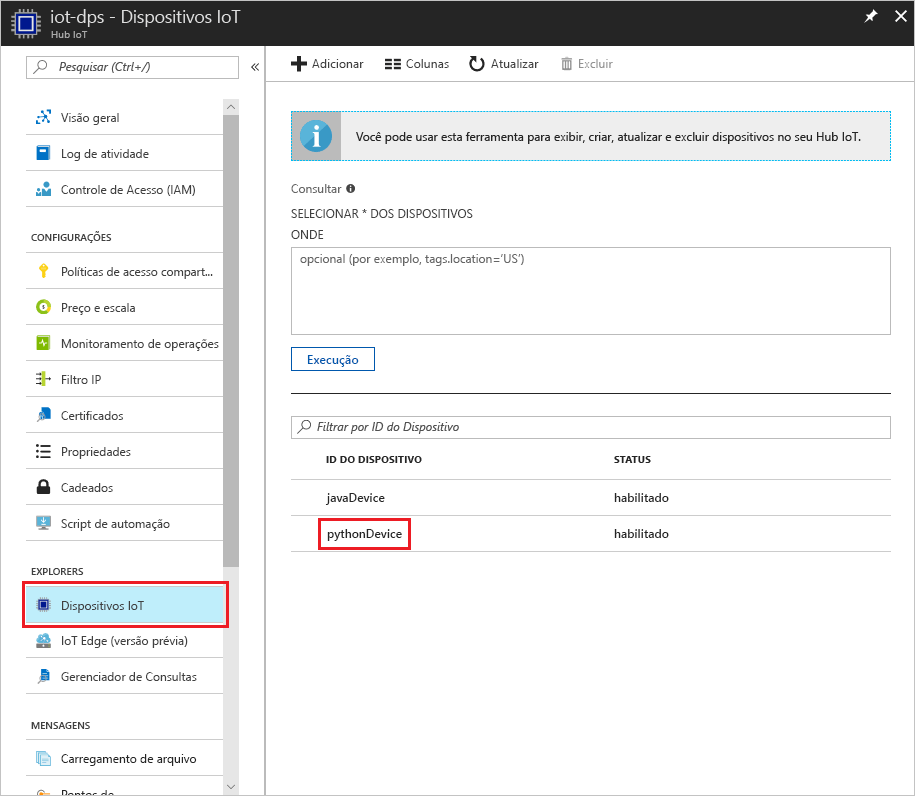 iot-dps - Dispositivos IoT
Hub IoT
Pesquisar (Ctrl+/)
«
Visão geral
Log de atividade
Controle de Acesso (IAM)
CONFIGURAÇÕES
Políticas de acesso compart...
Preço e escala
Monitoramento de operações
Filtro IP
Certificados
Propriedades
Cadeados
Script de automação
EXPLORERS
Dispositivos IoT
IoT Edge (versão prévia)
Gerenciador de Consultas
MENSAGENS
Carregamento de arquivo
Pontos de
Adicionar
Colunas
Atualizar
Excluir
Você pode usar esta ferramenta para exibir, criar, atualizar e excluir dispositivos no seu Hub IoT.
Consultar
SELECIONAR * DOS DISPOSITIVOS
ONDE
opcional (por exemplo, tags.location='US')
Execução
Filtrar por ID do Dispositivo
ID DO DISPOSITIVO STATUS
javaDevice habilitado
pythonDevice habilitado